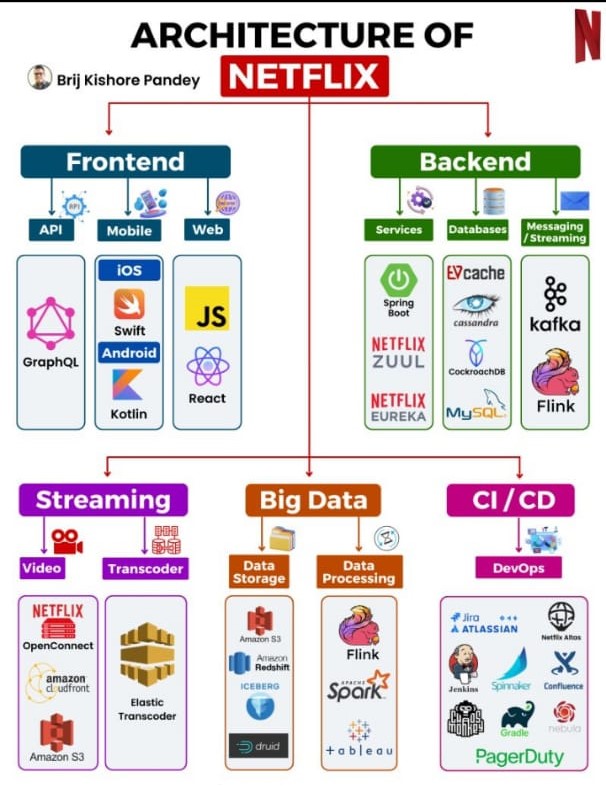 ARCHITECTURE OF
NETFLIX
N
Brij Kishore Pandey
Frontend
API
API
Mobile
Web
GraphQL
iOS
Swift
Android
Kotlin
JS
React
Backend
Services
Databases
Messaging
/ Streaming
Spring
Boot
NETFLIX
ZUUL
NETFLIX
EUREKA
EVcache
cassandra
CockroachDB
MySQL
kafka
Flink
Streaming
Video
Transcoder
NETFLIX
OpenConnect
amazon
cloudfront
Amazon S3
Elastic
Transcoder
Big Data
Data
Storage
Data
Processing
Amazon S3
Amazon
Redshift
ICEBERG
druid
Flink
APACHE
Spark
+ableau
CI / CD
DevOps
Jira
ATLASSIAN
Netflix Altas
Jenkins
Spinnaker
Confluence
CHAOS
MONKEY
Gradle
nebula
PagerDuty